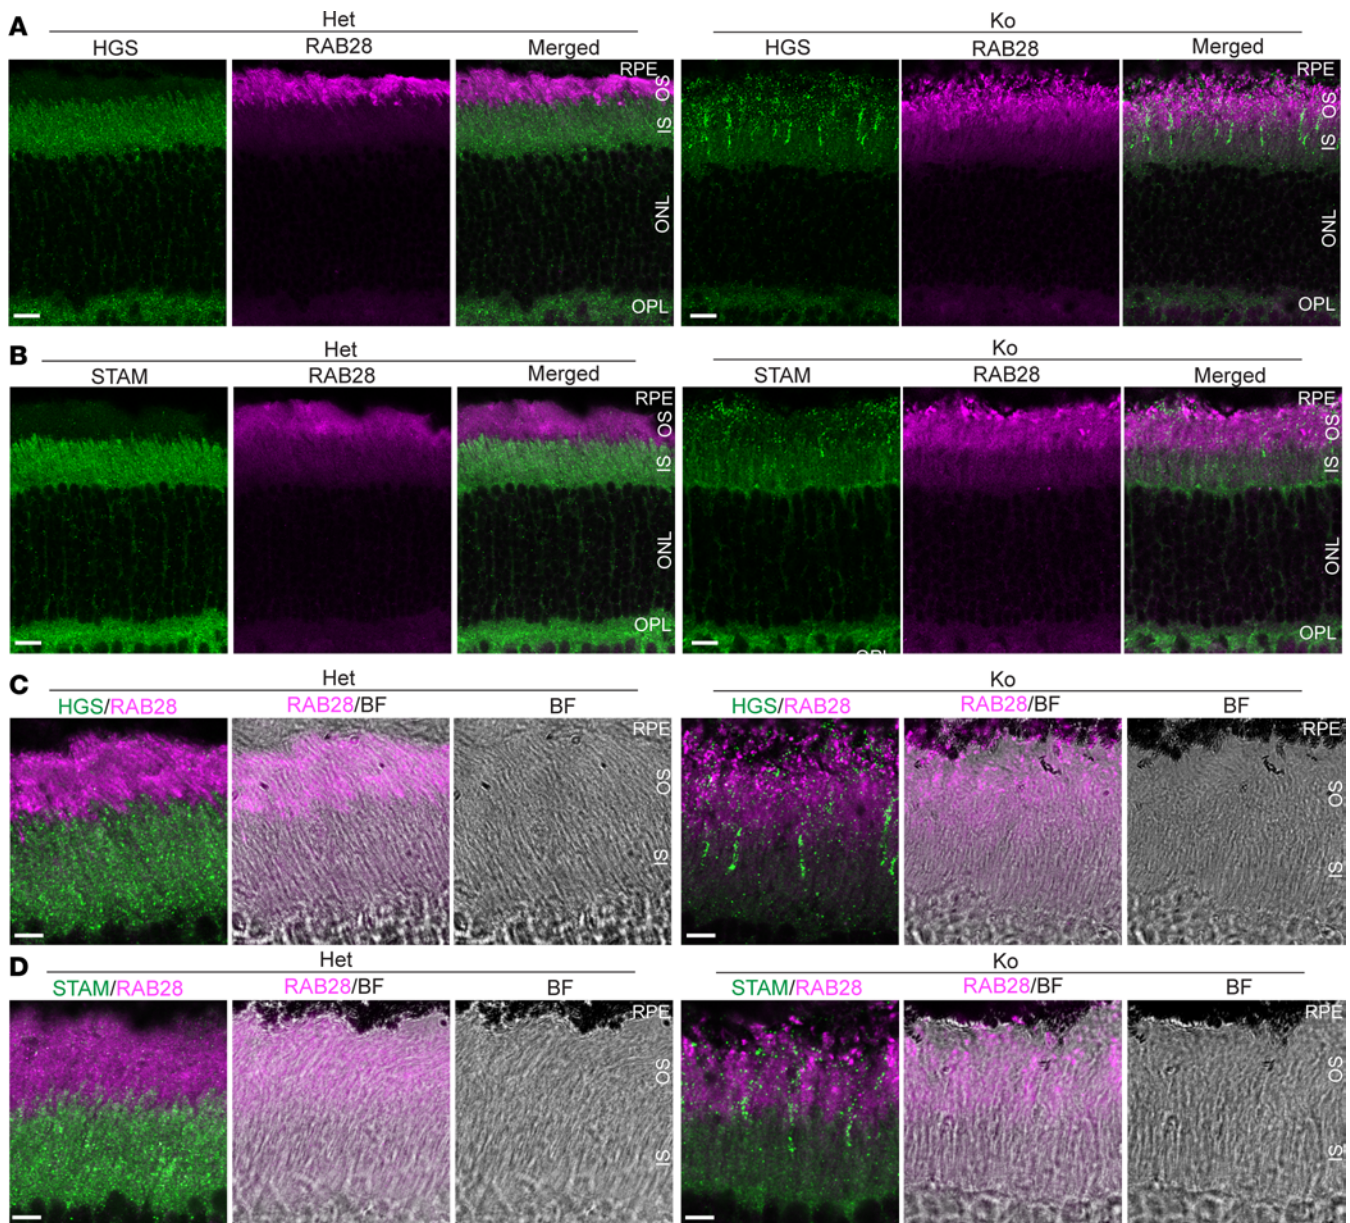 A
Het
Ko
HGS
RAB28
Merged
HGS
RAB28
Merged
RPE
OS
IS
ONL
OPL
RPE
OS
IS
ONL
OPL
B
Het
Ko
STAM
RAB28
Merged
STAM
RAB28
Merged
RPE
OS
IS
ONL
OPL
RPE
OS
IS
ONL
OPL
C
Het
Ko
HGS/RAB28
RAB28/BF
BF
HGS/RAB28
RAB28/BF
BF
RPE
OS
IS
RPE
OS
IS
D
Het
Ko
STAM/RAB28
RAB28/BF
BF
STAM/RAB28
RAB28/BF
BF
RPE
OS
IS
RPE
OS
IS